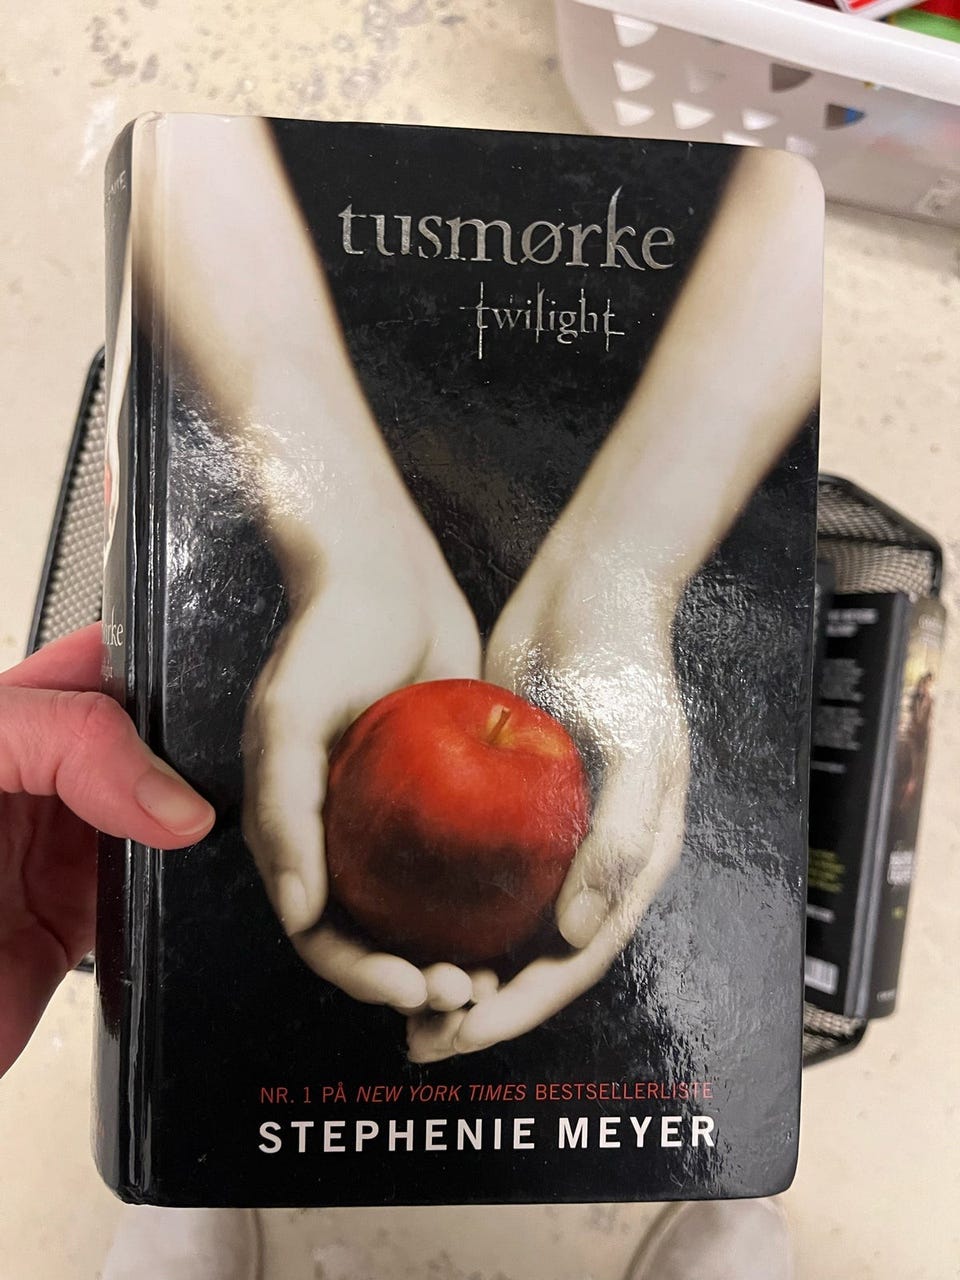 tusmørke
twilight
NR. 1 PÅ NEW YORK TIMES BESTSELLERLISTE
STEPHENIE MEYER